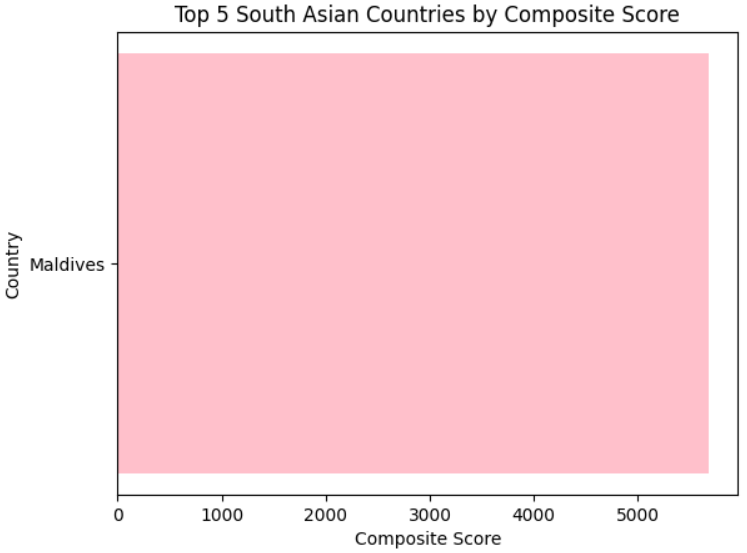 Top 5 South Asian Countries by Composite Score
Country
Maldives
0 1000 2000 3000 4000 5000
Composite Score